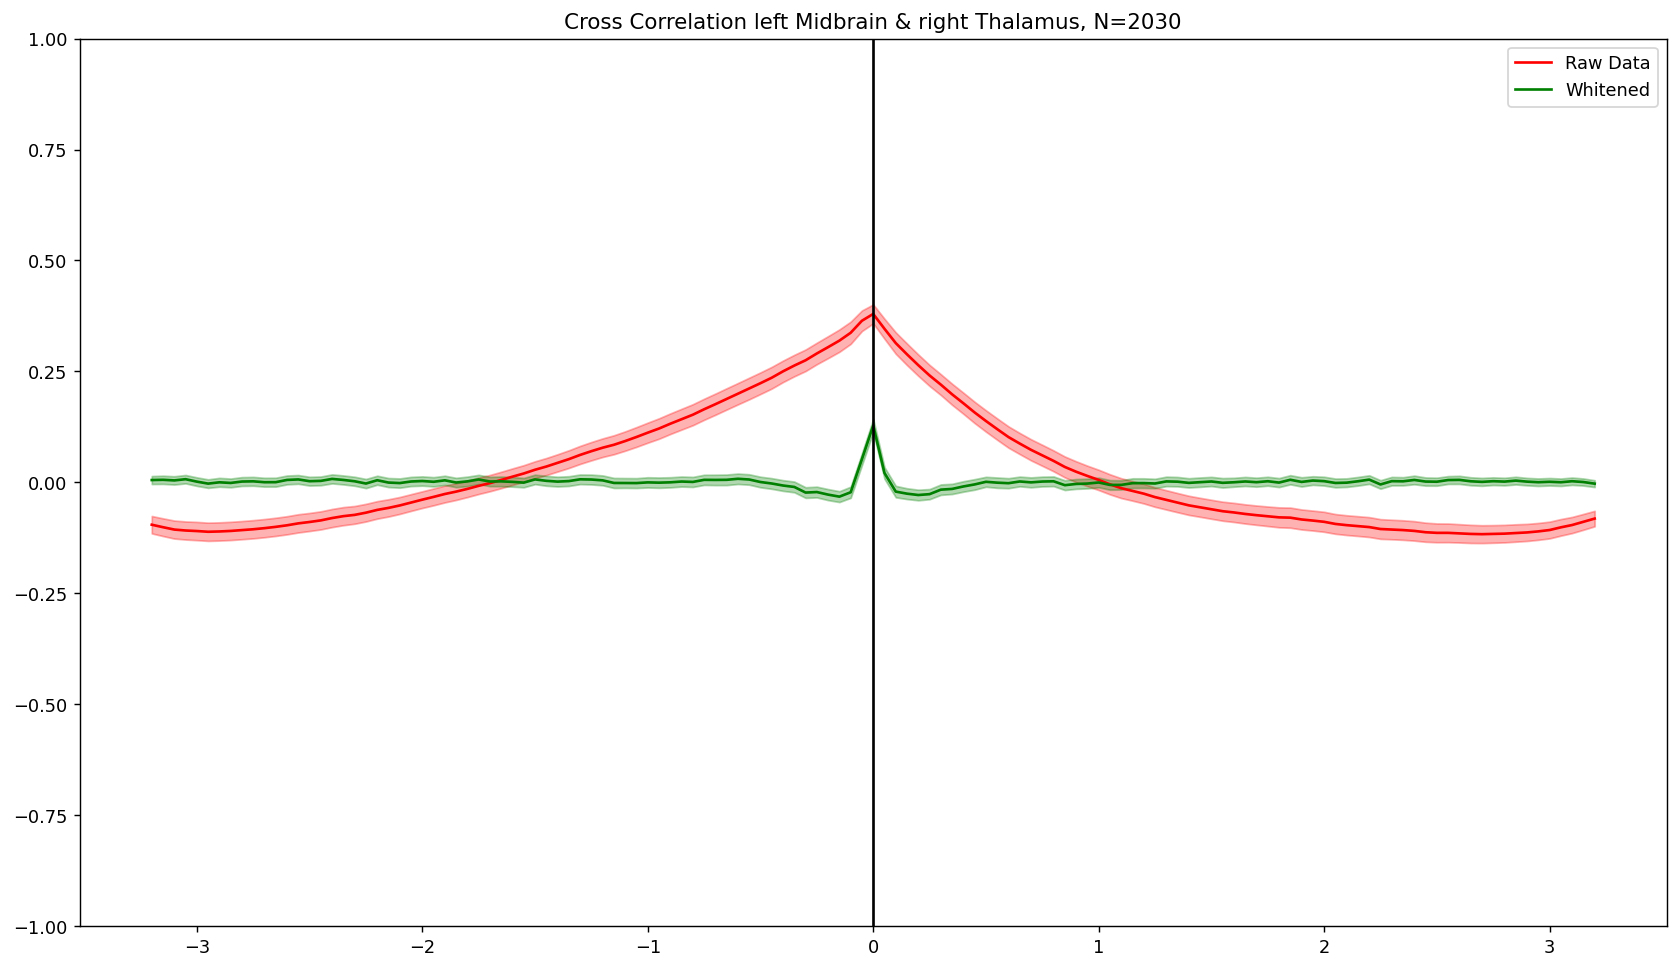 Cross Correlation left Midbrain & right Thalamus, N=2030
Raw Data
Whitened
1.00
0.75
0.50
0.25
0.00
−0.25
−0.50
−0.75
−1.00
−3 −2 −1 0 1 2 3